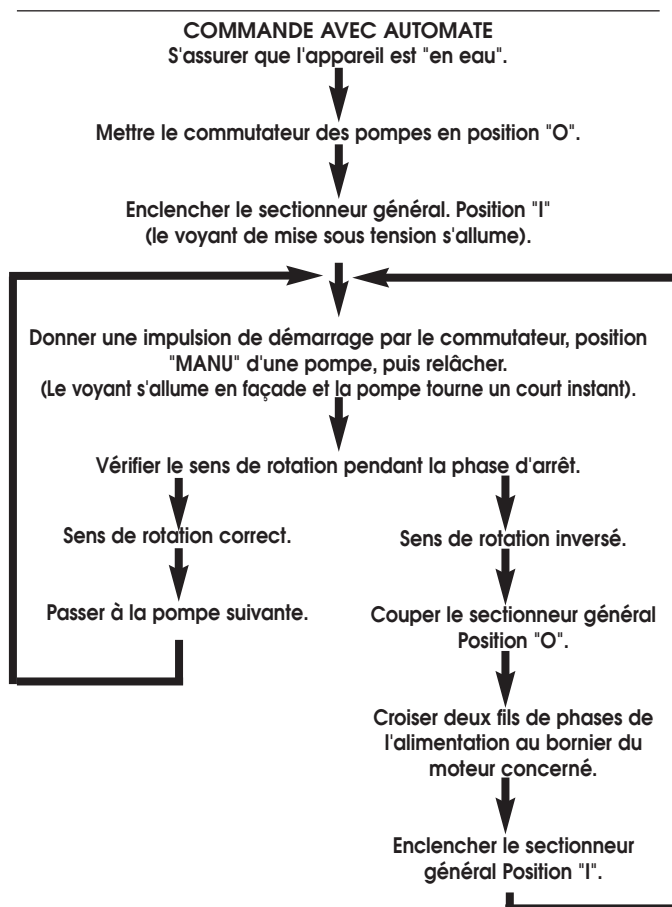 COMMANDE AVEC AUTOMATE
S'assurer que l'appareil est "en eau".
Mettre le commutateur des pompes en position "O".
Enclencher le sectionneur général. Position "I"
(le voyant de mise sous tension s'allume).
Donner une impulsion de démarrage par le commutateur, position
"MANU" d'une pompe, puis relâcher.
(Le voyant s'allume en façade et la pompe tourne un court instant).
Vérifier le sens de rotation pendant la phase d'arrêt.
Sens de rotation correct.
Passer à la pompe suivante.
Sens de rotation inversé.
Couper le sectionneur général
Position "O".
Croiser deux fils de phases de
l'alimentation au bornier du
moteur concerné.
Enclencher le sectionneur
général Position "I".